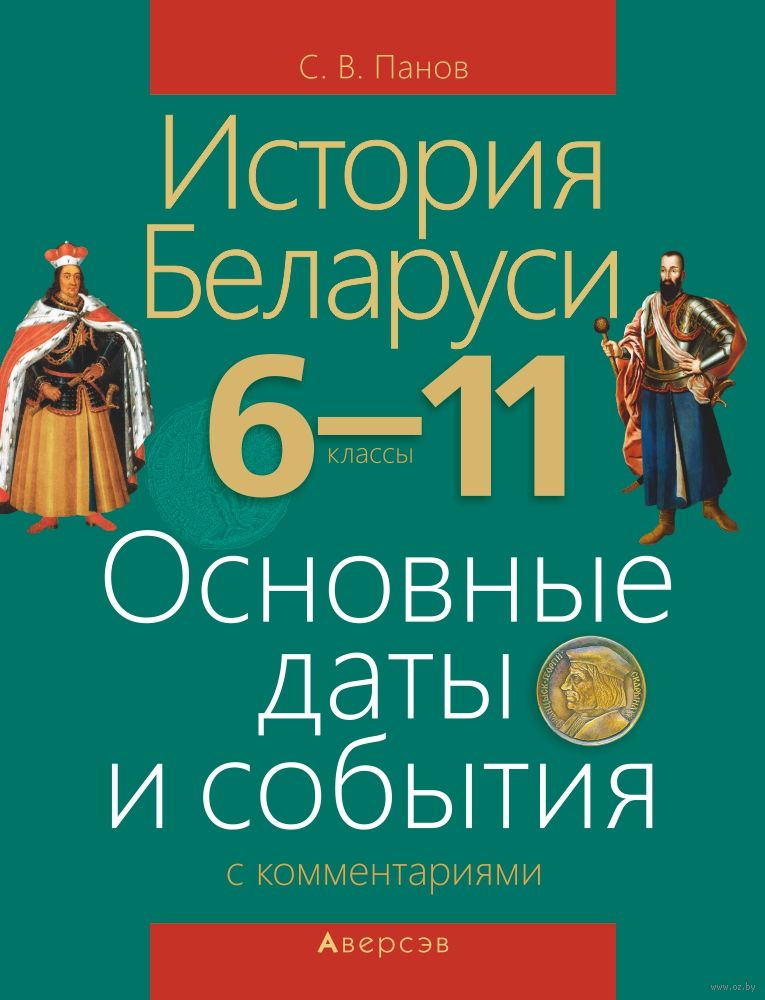 С. В. Панов
История
Беларуси
6–11
классы
Основные
даты
и события
с комментариями
Аверсэв
www.oz.by